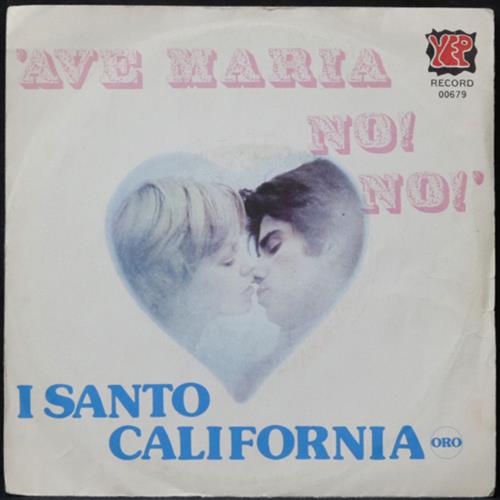 'AVE MARIA
NO!
NO!'
YEP
RECORD
00679
I SANTO
CALIFORNIA
ORO